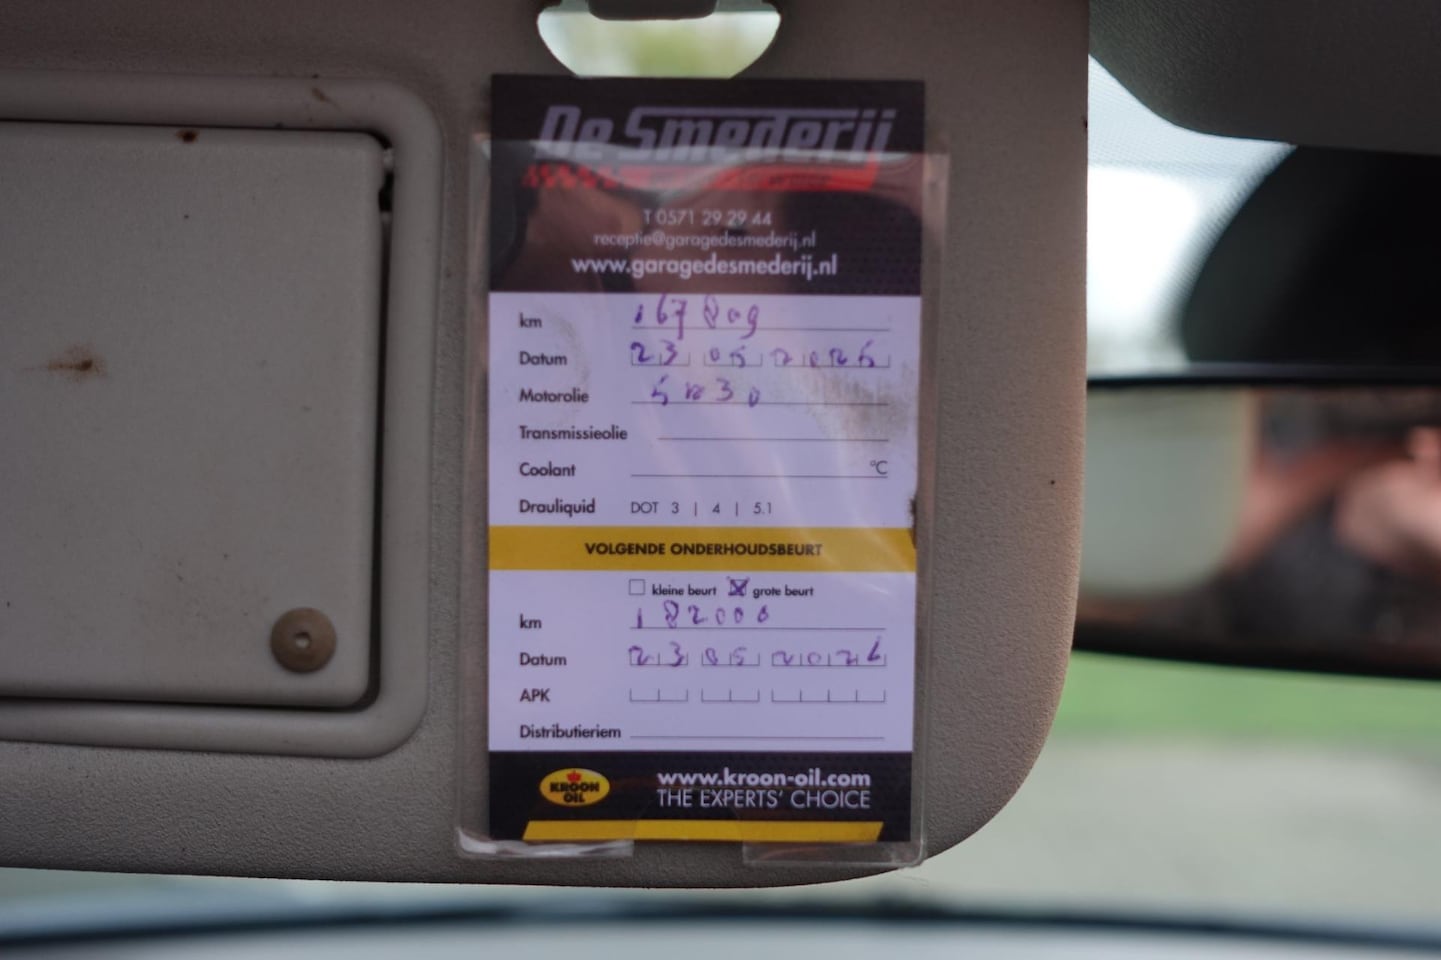 De Smederij
T 0571 29 29 44
receptie@garagedesmederij.nl
www.garagedesmederij.nl
km 167809
Datum 23 05 2025
Motorolie 5w30
Transmissieolie
Coolant °C
Drauliquid DOT 3 | 4 | 5.1
VOLGENDE ONDERHOUDSBEURT
kleine beurt grote beurt
km 182000
Datum 23 05 2026
APK
Distributieriem
KROON OIL
www.kroon-oil.com
THE EXPERTS' CHOICE